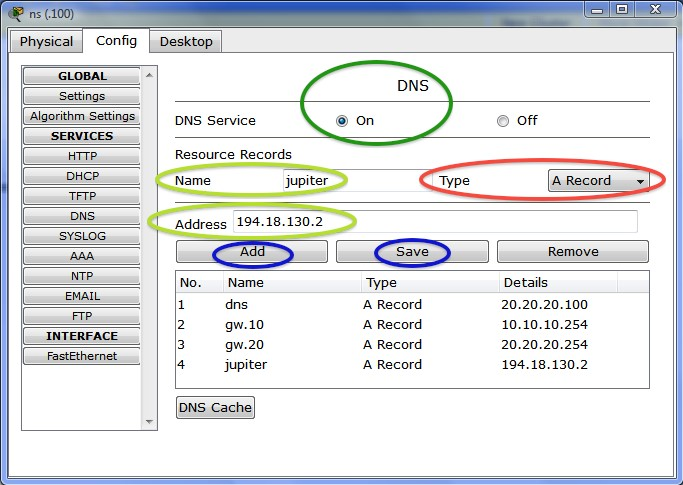 ns (.100)
Physical Config Desktop
GLOBAL
Settings
Algorithm Settings
SERVICES
HTTP
DHCP
TFTP
DNS
SYSLOG
AAA
NTP
EMAIL
FTP
INTERFACE
FastEthernet
DNS
DNS Service On Off
Resource Records
Name jupiter Type A Record
Address 194.18.130.2
Add Save Remove
No. Name Type Details
1 dns A Record 20.20.20.100
2 gw.10 A Record 10.10.10.254
3 gw.20 A Record 20.20.20.254
4 jupiter A Record 194.18.130.2
DNS Cache